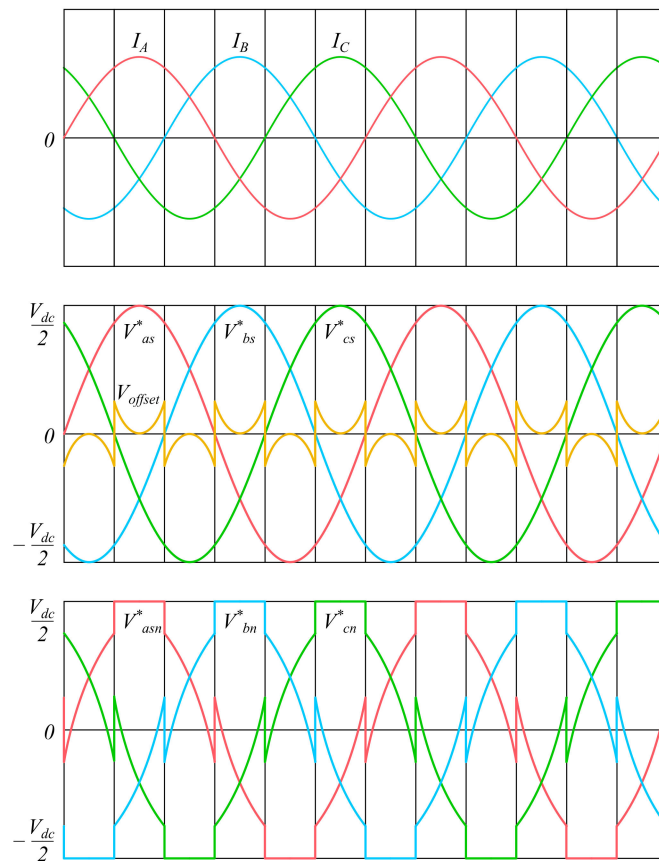 I_A I_B I_C
0
V_dc/2
V*_as V*_bs V*_cs
V_offset
0
-V_dc/2
V_dc/2
V*_asn V*_bn V*_cn
0
-V_dc/2